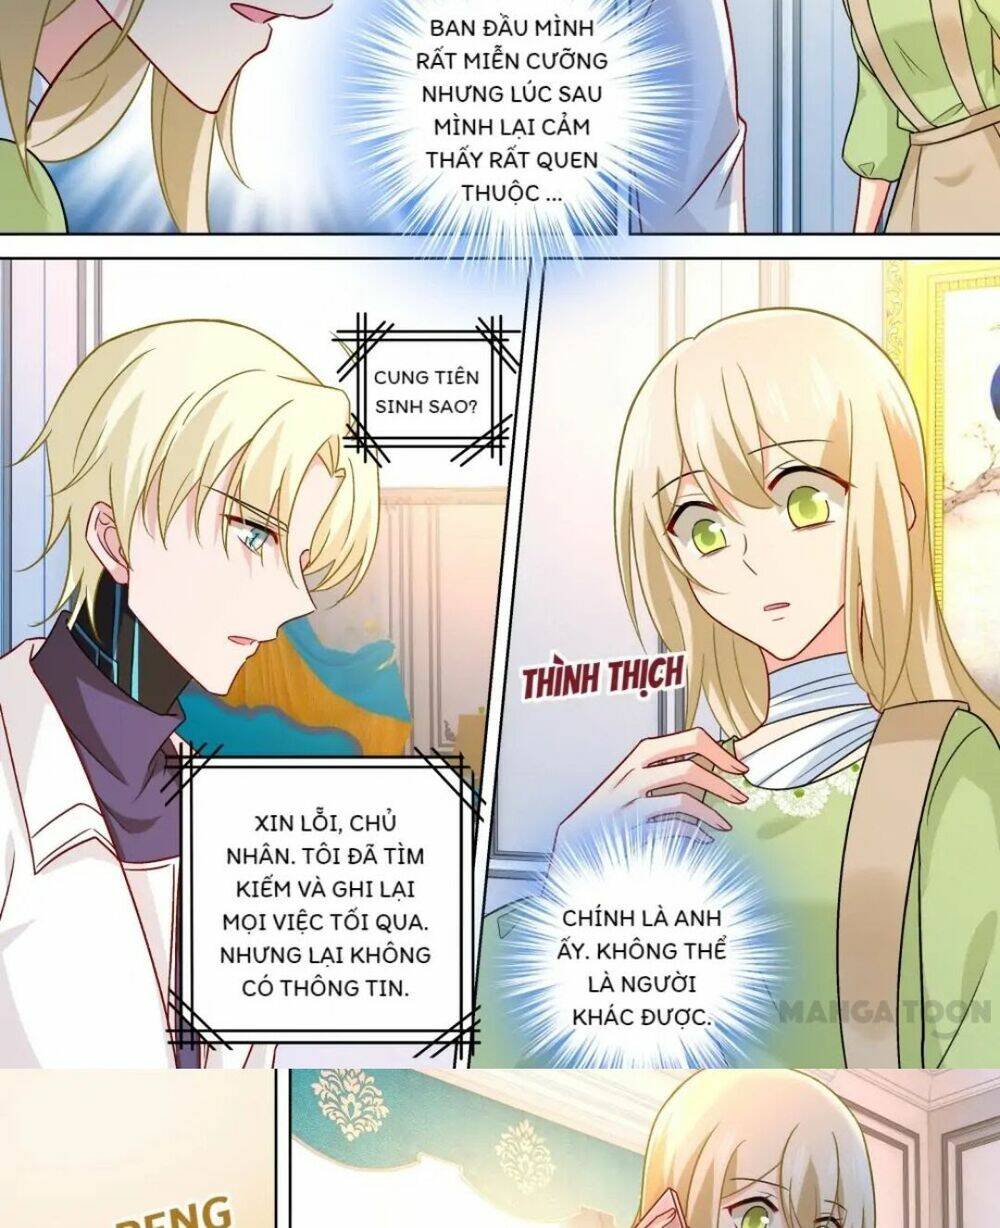 BAN ĐẦU MÌNH
RẤT MIỄN CƯỠNG
NHƯNG LÚC SAU
MÌNH LẠI CẢM
THẤY RẤT QUEN
THUỘC ...
CUNG TIÊN
SINH SAO?
THÌNH THỊCH
XIN LỖI, CHỦ
NHÂN. TÔI ĐÃ TÌM
KIẾM VÀ GHI LẠI
MỌI VIỆC TỐI QUA.
NHƯNG LẠI KHÔNG
CÓ THÔNG TIN.
CHÍNH LÀ ANH
ẤY. KHÔNG THỂ
LÀ NGƯỜI
KHÁC ĐƯỢC.
MANGA TOON